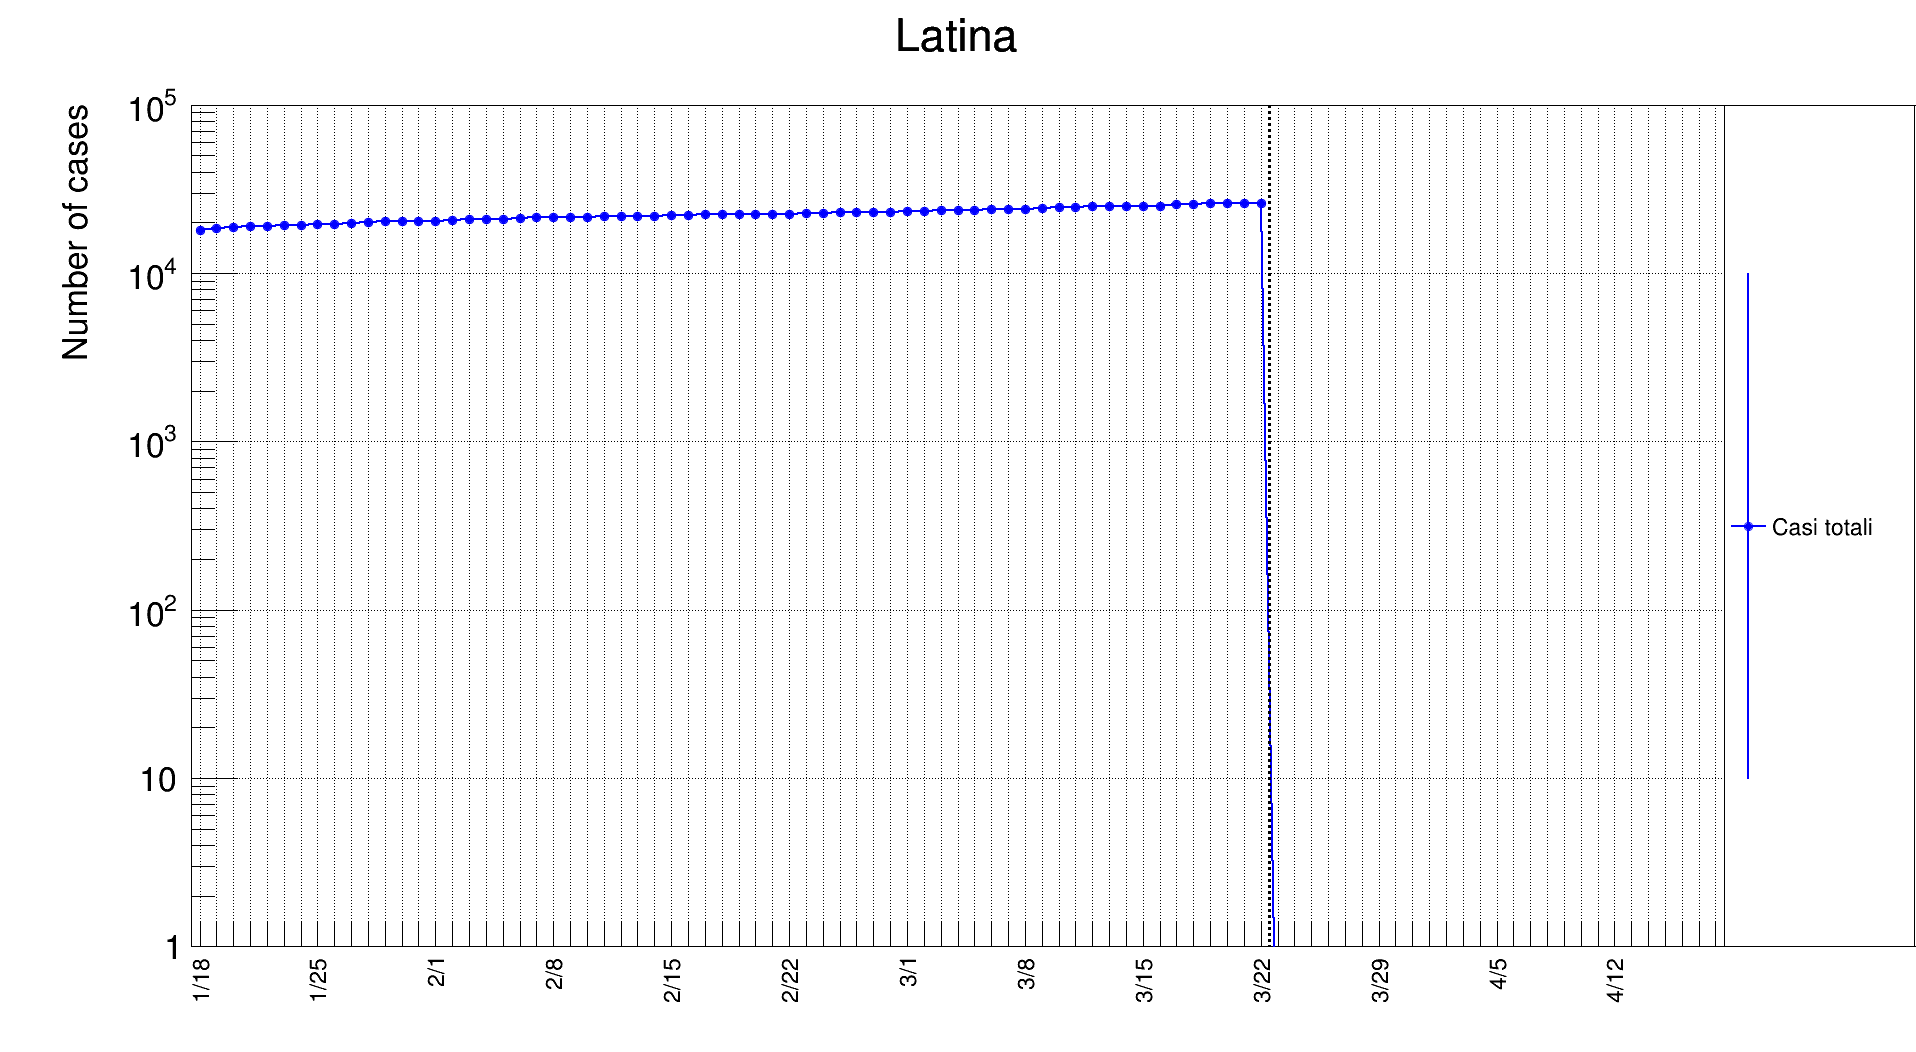 Latina
Number of cases
10^5
10^4
10^3
10^2
10
1
1/18 1/25 2/1 2/8 2/15 2/22 3/1 3/8 3/15 3/22 3/29 4/5 4/12
Casi totali